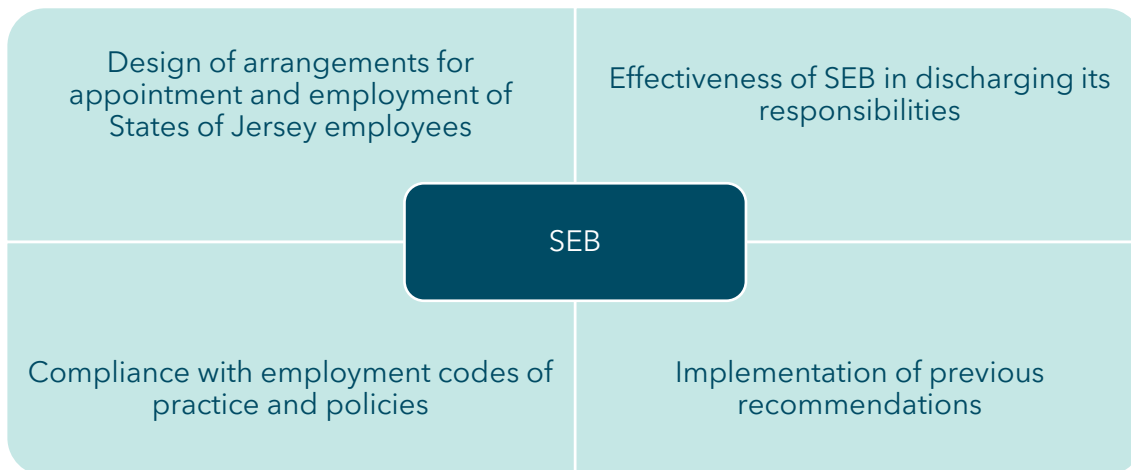 Design of arrangements for
appointment and employment of
States of Jersey employees
Effectiveness of SEB in discharging its
responsibilities
SEB
Compliance with employment codes of
practice and policies
Implementation of previous
recommendations